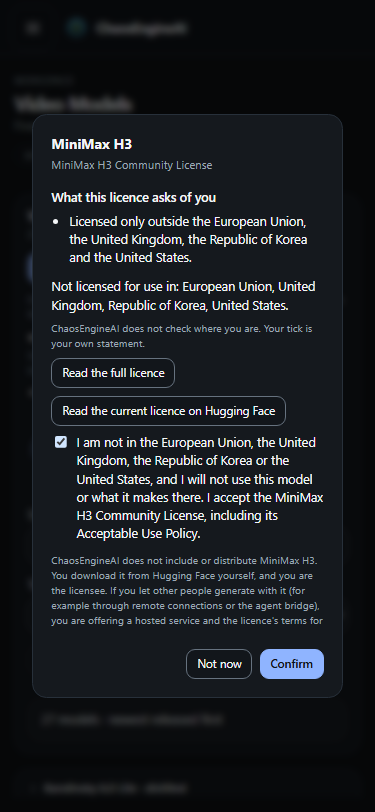 ChaosEngineAI
Video Models
MiniMax H3
MiniMax H3 Community License
What this licence asks of you
• Licensed only outside the European Union,
the United Kingdom, the Republic of Korea
and the United States.
Not licensed for use in: European Union, United
Kingdom, Republic of Korea, United States.
ChaosEngineAI does not check where you are. Your tick is
your own statement.
Read the full licence
Read the current licence on Hugging Face
I am not in the European Union, the United
Kingdom, the Republic of Korea or the
United States, and I will not use this model
or what it makes there. I accept the MiniMax
H3 Community License, including its
Acceptable Use Policy.
ChaosEngineAI does not include or distribute MiniMax H3.
You download it from Hugging Face yourself, and you are
the licensee. If you let other people generate with it (for
example through remote connections or the agent bridge),
you are offering a hosted service and the licence's terms for
Not now
Confirm